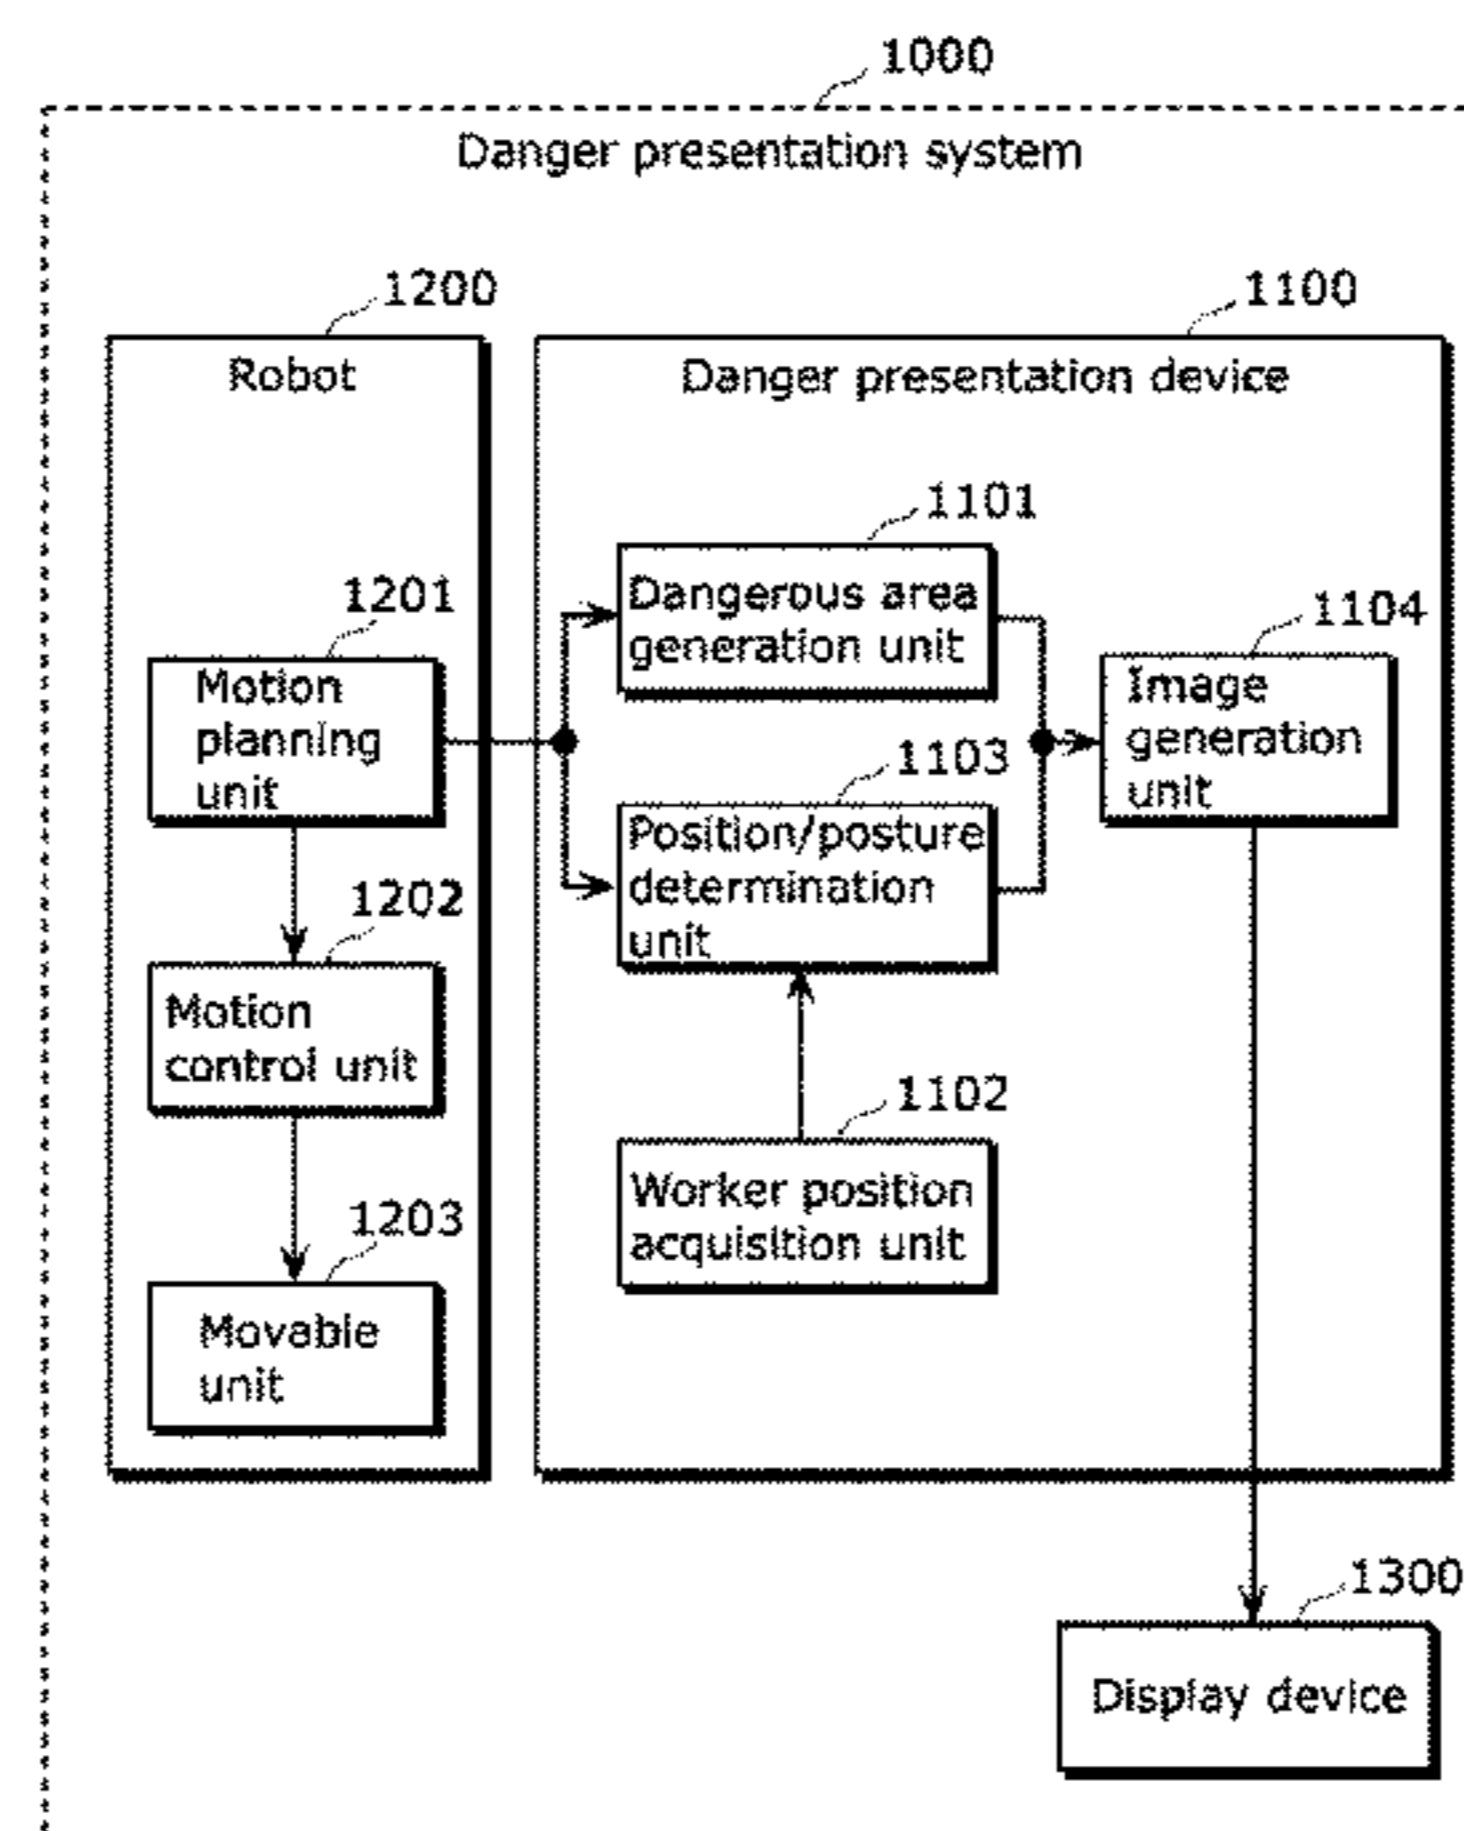 1000
Danger presentation system
1200
1100
Robot
Danger presentation device
1101
Dangerous area
generation unit
1201
1104
Motion
planning
unit
Image
generation
unit
1103
Position/posture
determination
unit
1202
Motion
control unit
1102
Worker position
acquisition unit
1203
Movable
unit
1300
Display device